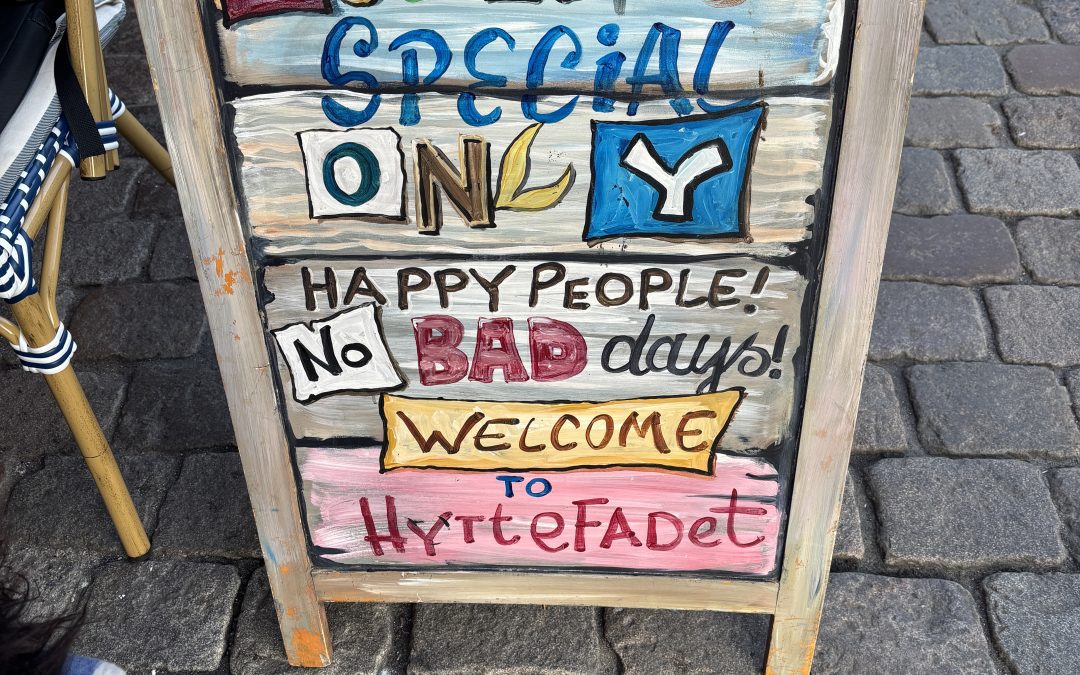 SPECiAL
ONLY
HAPPY PEOPLE!
No BAD days!
WELCOME
TO
HytteFADet